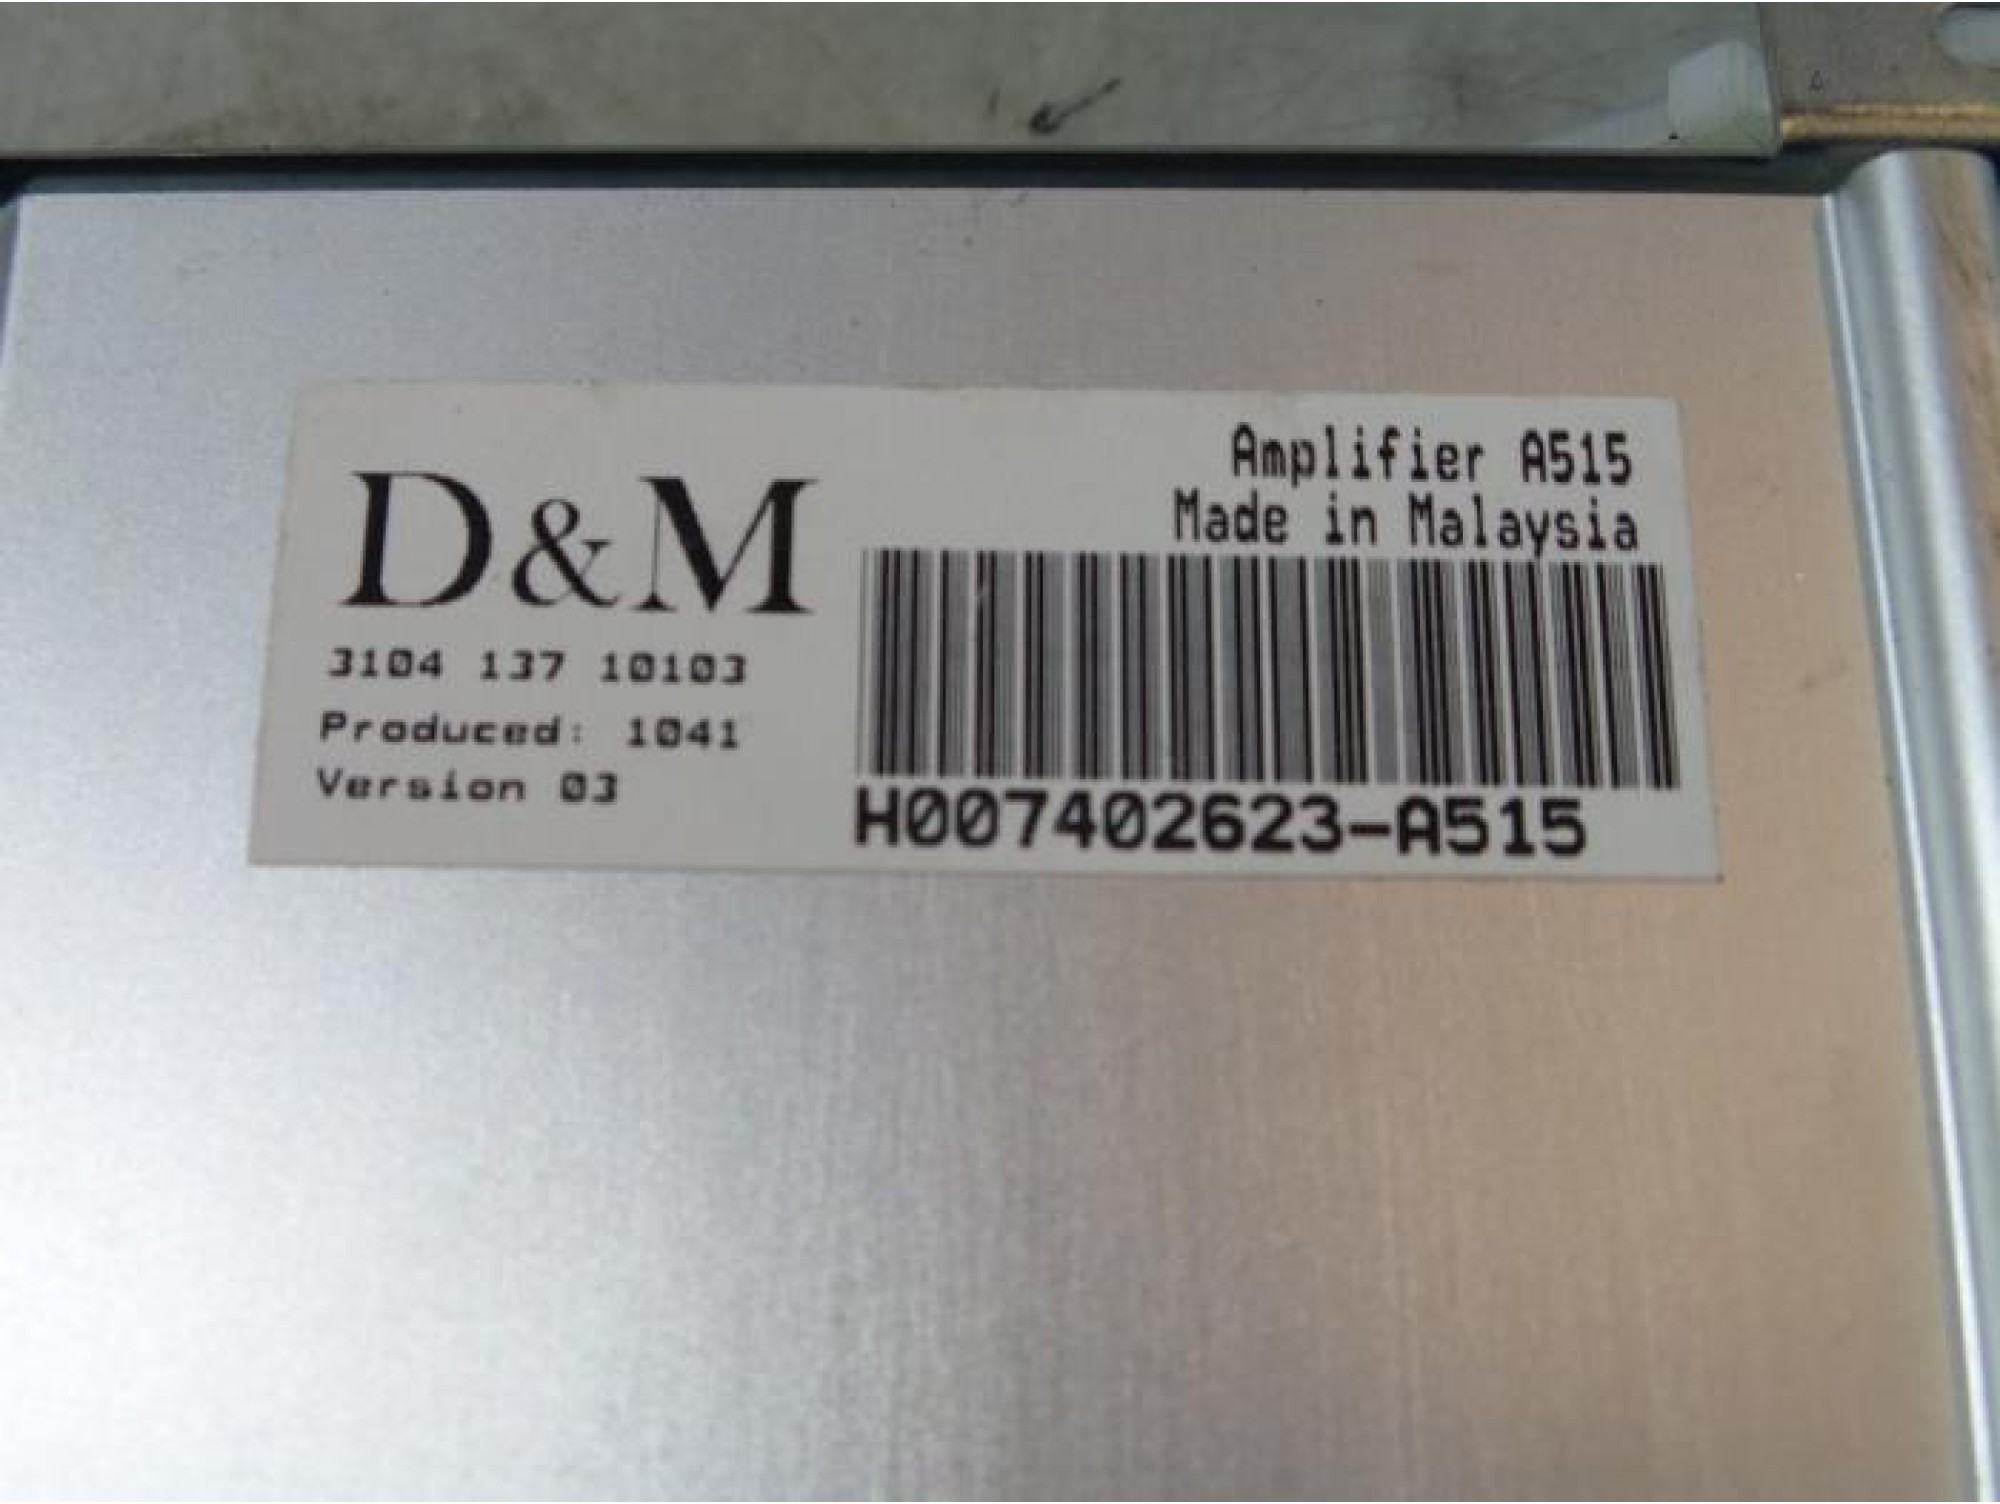 D&M
3104 137 10103
Produced: 1041
Version 03
Amplifier A515
Made in Malaysia
H007402623-A515